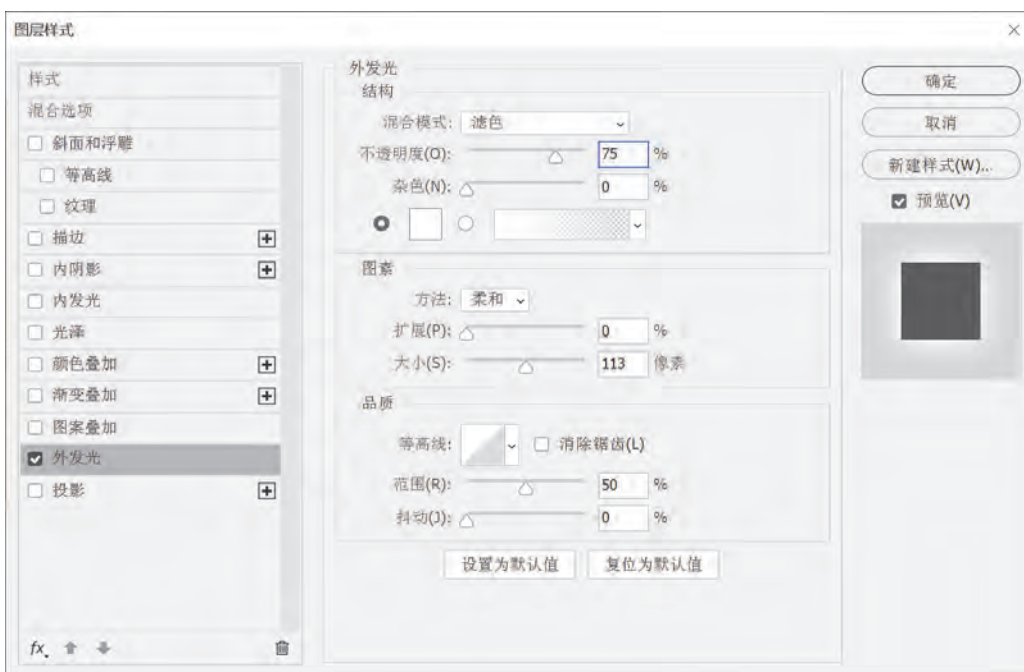 图层样式
样式
混合选项
斜面和浮雕
等高线
纹理
描边
内阴影
内发光
光泽
颜色叠加
渐变叠加
图案叠加
外发光
投影
fx
外发光
结构
混合模式: 滤色
不透明度(O): 75 %
杂色(N): 0 %
图素
方法: 柔和
扩展(P): 0 %
大小(S): 113 像素
品质
等高线: 消除锯齿(L)
范围(R): 50 %
抖动(J): 0 %
设置为默认值 复位为默认值
确定
取消
新建样式(W)...
预览(V)